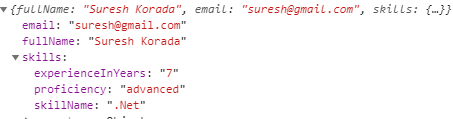 ▼{fullName: "Suresh Korada", email: "suresh@gmail.com", skills: {…}}
email: "suresh@gmail.com"
fullName: "Suresh Korada"
▼skills:
experienceInYears: "7"
proficiency: "advanced"
skillName: ".Net"